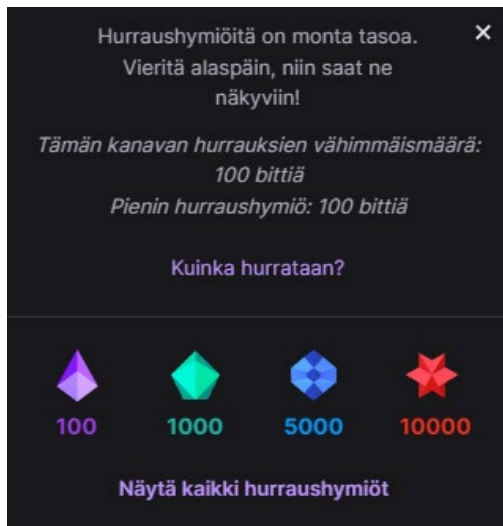 Hurraushymiöitä on monta tasoa.
Vieritä alaspäin, niin saat ne
näkyviin!
Tämän kanavan hurrauksien vähimmäismäärä:
100 bittiä
Pienin hurraushymiö: 100 bittiä
Kuinka hurrataan?
100 1000 5000 10000
Näytä kaikki hurraushymiöt